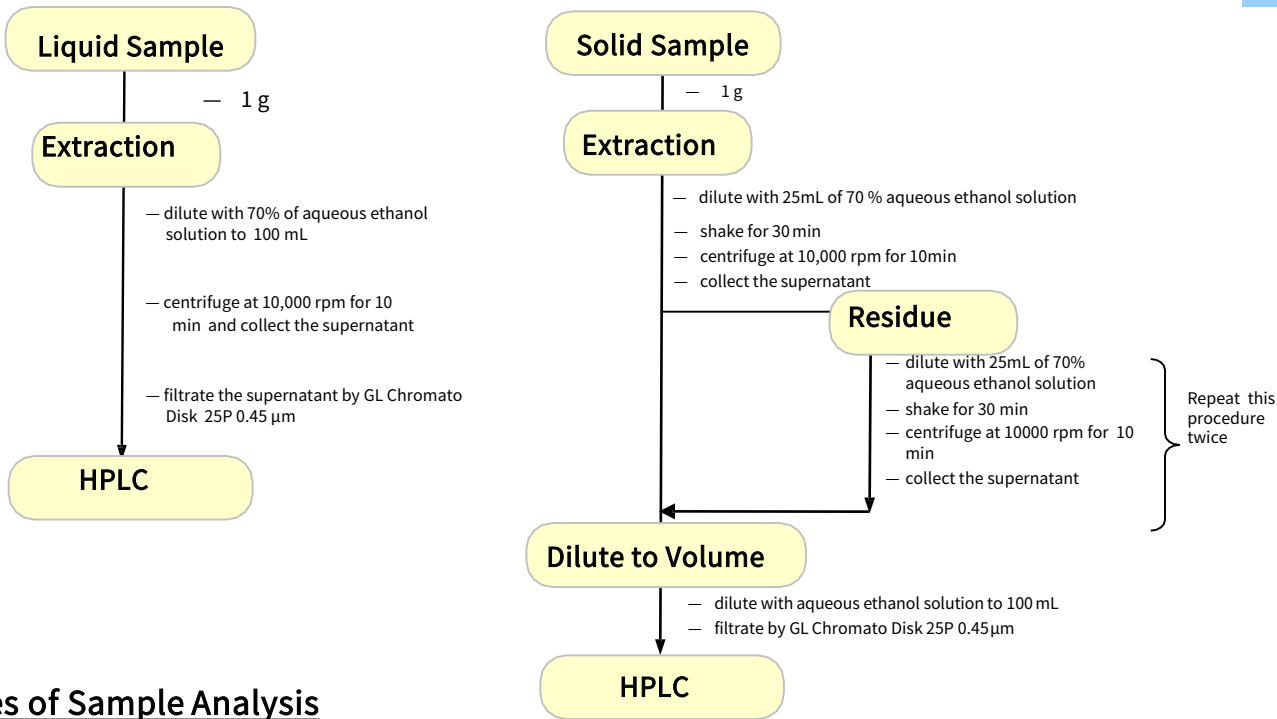 Liquid Sample
— 1 g
Extraction
— dilute with 70% of aqueous ethanol
solution to 100 mL
— centrifuge at 10,000 rpm for 10
min and collect the supernatant
— filtrate the supernatant by GL Chromato
Disk 25P 0.45 µm
HPLC
Solid Sample
— 1 g
Extraction
— dilute with 25mL of 70 % aqueous ethanol solution
— shake for 30 min
— centrifuge at 10,000 rpm for 10min
— collect the supernatant
Residue
— dilute with 25mL of 70%
aqueous ethanol solution
— shake for 30 min
— centrifuge at 10000 rpm for 10
min
— collect the supernatant
Repeat this
procedure
twice
Dilute to Volume
— dilute with aqueous ethanol solution to 100 mL
— filtrate by GL Chromato Disk 25P 0.45µm
HPLC
es of Sample Analysis